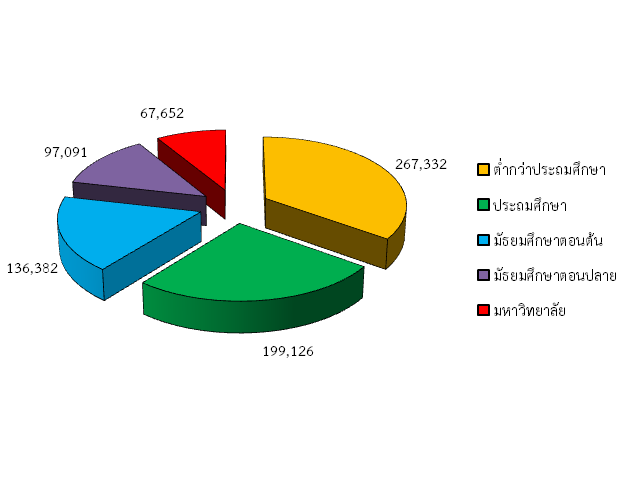 67,652
97,091
267,332
136,382
199,126
ต่ำกว่าประถมศึกษา
ประถมศึกษา
มัธยมศึกษาตอนต้น
มัธยมศึกษาตอนปลาย
มหาวิทยาลัย